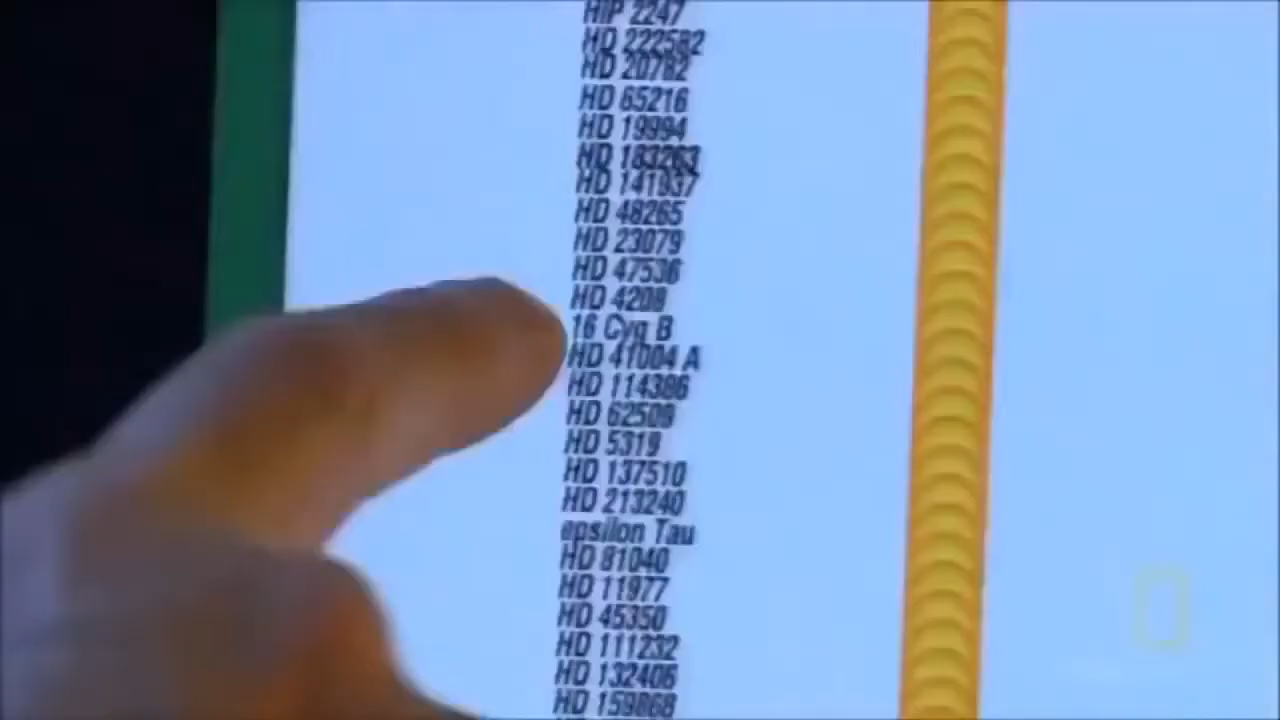 HIP 2247
HD 222582
HD 20782
HD 65216
HD 19994
HD 183263
HD 141937
HD 48265
HD 23079
HD 47536
HD 4208
16 Cyg B
HD 41004 A
HD 114386
HD 62509
HD 5319
HD 137510
HD 213240
epsilon Tau
HD 81040
HD 11977
HD 45350
HD 111232
HD 132406
HD 159868